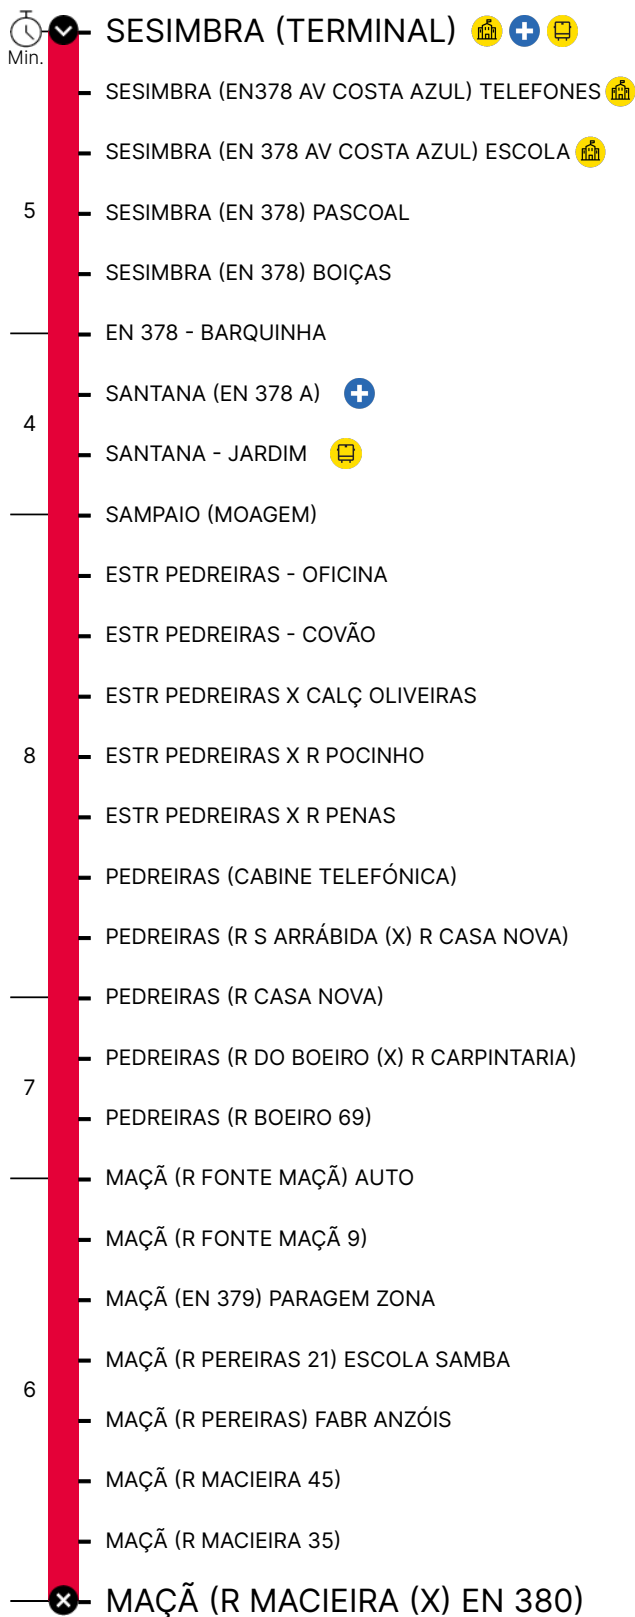 SESIMBRA (TERMINAL)
Min.
SESIMBRA (EN378 AV COSTA AZUL) TELEFONES
SESIMBRA (EN 378 AV COSTA AZUL) ESCOLA
5
SESIMBRA (EN 378) PASCOAL
SESIMBRA (EN 378) BOIÇAS
EN 378 - BARQUINHA
SANTANA (EN 378 A)
4
SANTANA - JARDIM
SAMPAIO (MOAGEM)
ESTR PEDREIRAS - OFICINA
ESTR PEDREIRAS - COVÃO
ESTR PEDREIRAS X CALÇ OLIVEIRAS
8
ESTR PEDREIRAS X R POCINHO
ESTR PEDREIRAS X R PENAS
PEDREIRAS (CABINE TELEFÓNICA)
PEDREIRAS (R S ARRÁBIDA (X) R CASA NOVA)
PEDREIRAS (R CASA NOVA)
PEDREIRAS (R DO BOEIRO (X) R CARPINTARIA)
7
PEDREIRAS (R BOEIRO 69)
MAÇÃ (R FONTE MAÇÃ) AUTO
MAÇÃ (R FONTE MAÇÃ 9)
MAÇÃ (EN 379) PARAGEM ZONA
MAÇÃ (R PEREIRAS 21) ESCOLA SAMBA
6
MAÇÃ (R PEREIRAS) FABR ANZÓIS
MAÇÃ (R MACIEIRA 45)
MAÇÃ (R MACIEIRA 35)
MAÇÃ (R MACIEIRA (X) EN 380)